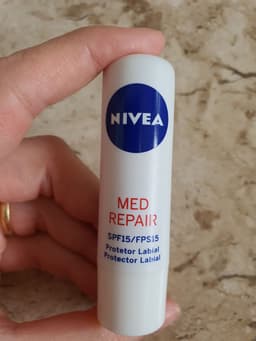 NIVEA
MED
REPAIR
SPF15/FPS15
Protetor Labial
Protector Labial